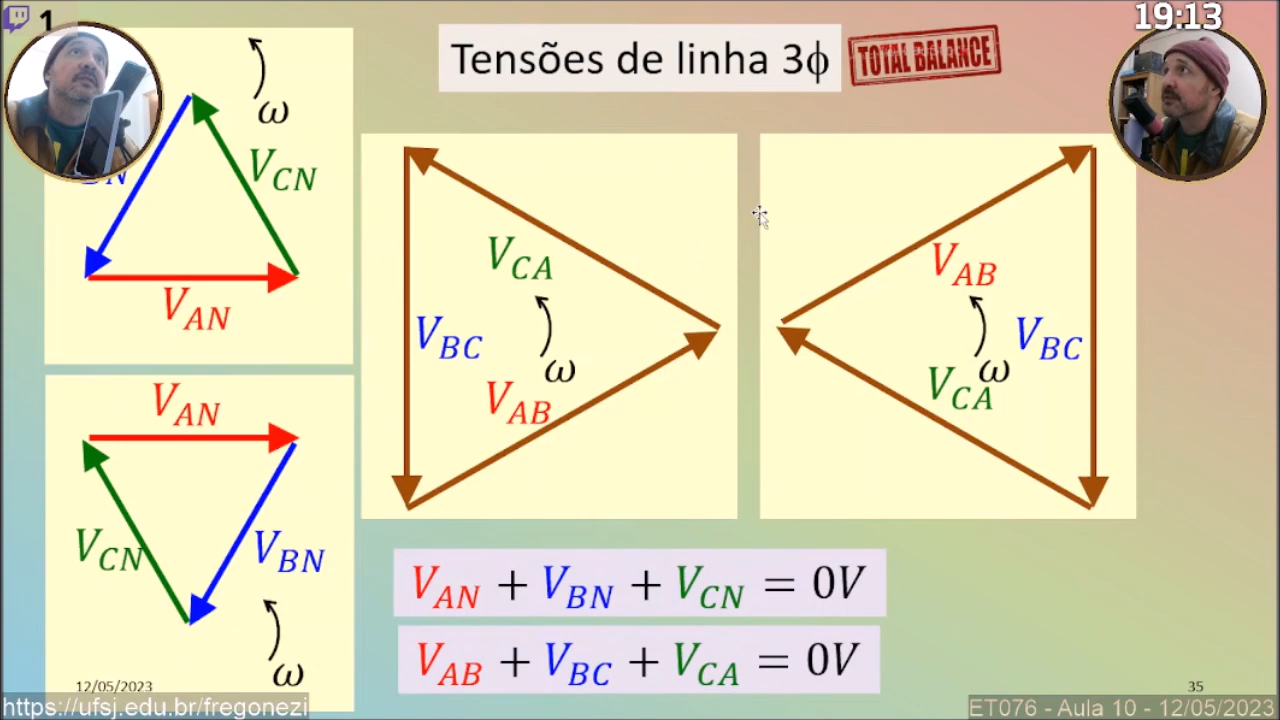 1
19:13
Tensões de linha 3ϕ
TOTAL BALANCE
ω
V_CN
BN
V_AN
V_CA
ω
V_BC
V_AB
V_AB
V_BC
ω
V_CA
V_AN
V_CN
V_BN
ω
V_AN + V_BN + V_CN = 0V
V_AB + V_BC + V_CA = 0V
12/05/2023
35
https://ufsj.edu.br/fregonezi
ET076 - Aula 10 - 12/05/2023